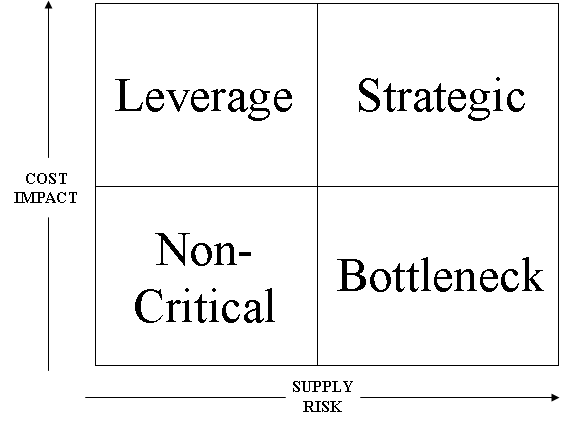 Leverage
Strategic
COST
IMPACT
Non-
Critical
Bottleneck
SUPPLY
RISK